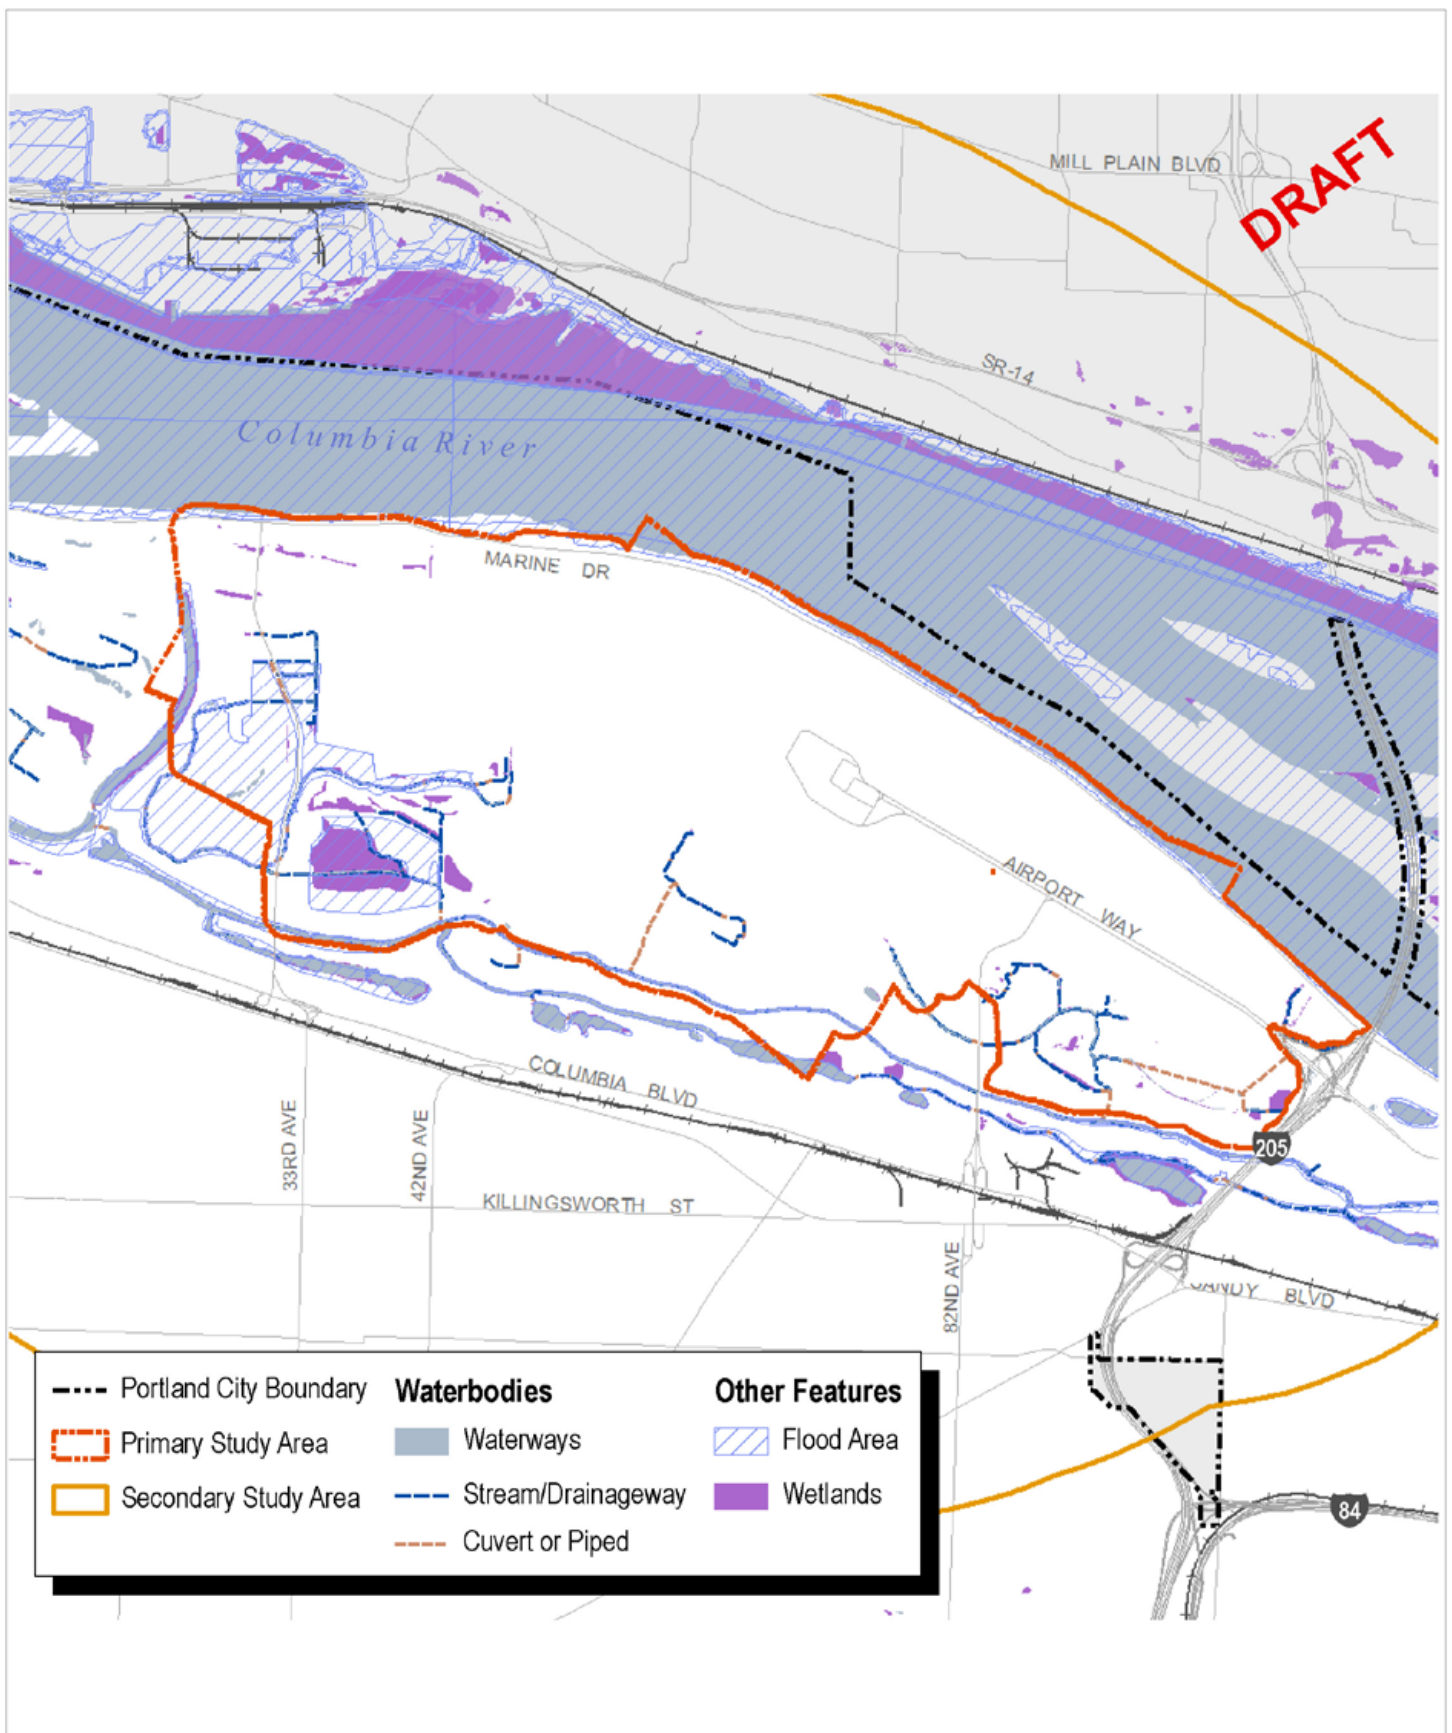 MILL PLAIN BLVD
DRAFT
SR-14
Columbia River
MARINE DR
AIRPORT WAY
COLUMBIA BLVD
33RD AVE
42ND AVE
KILLINGSWORTH ST
82ND AVE
205
SANDY BLVD
84
Portland City Boundary
Primary Study Area
Secondary Study Area
Waterbodies
Waterways
Stream/Drainageway
Cuvert or Piped
Other Features
Flood Area
Wetlands